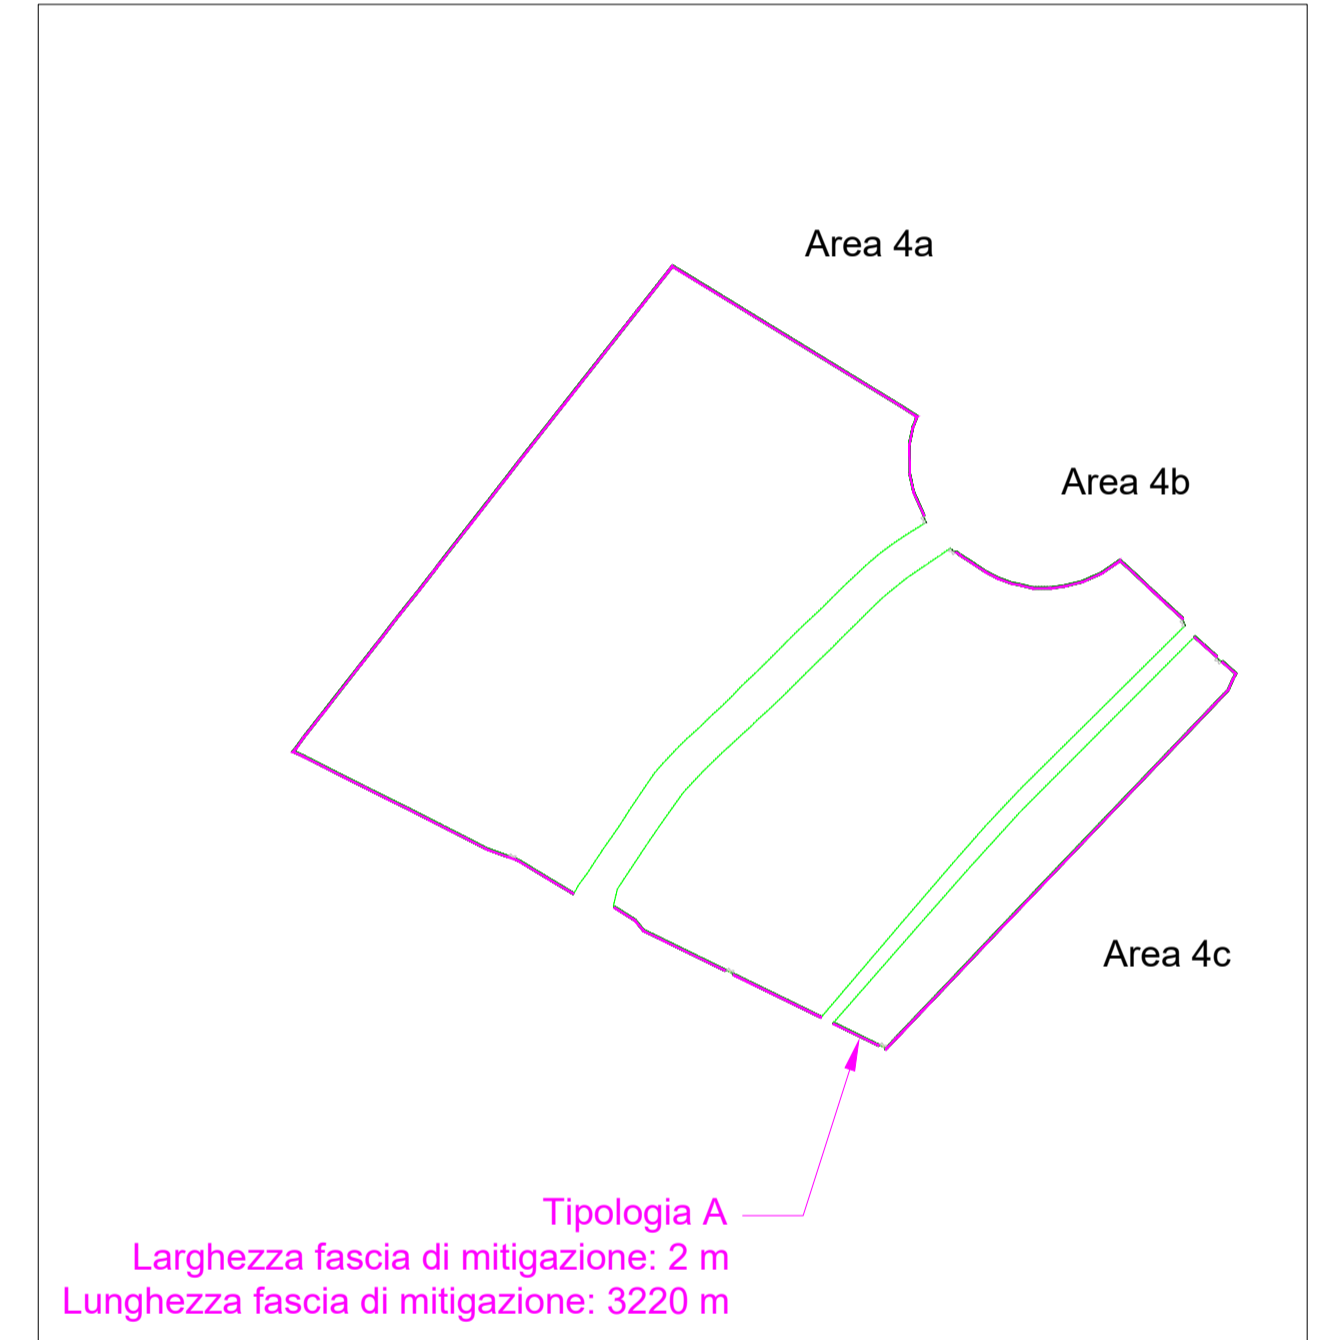 Area 4a
Area 4b
Area 4c
Tipologia A
Larghezza fascia di mitigazione: 2 m
Lunghezza fascia di mitigazione: 3220 m